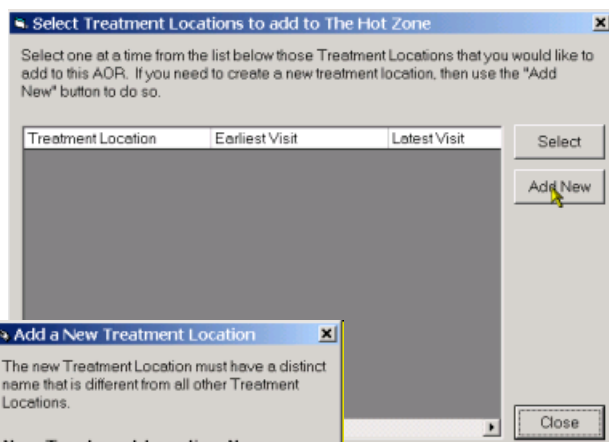 Select Treatment Locations to add to The Hot Zone
Select one at a time from the list below those Treatment Locations that you would like to
add to this AOR. If you need to create a new treatment location, then use the "Add
New" button to do so.
Treatment Location Earliest Visit Latest Visit
Select
Add New
Add a New Treatment Location
The new Treatment Location must have a distinct
name that is different from all other Treatment
Locations.
Close